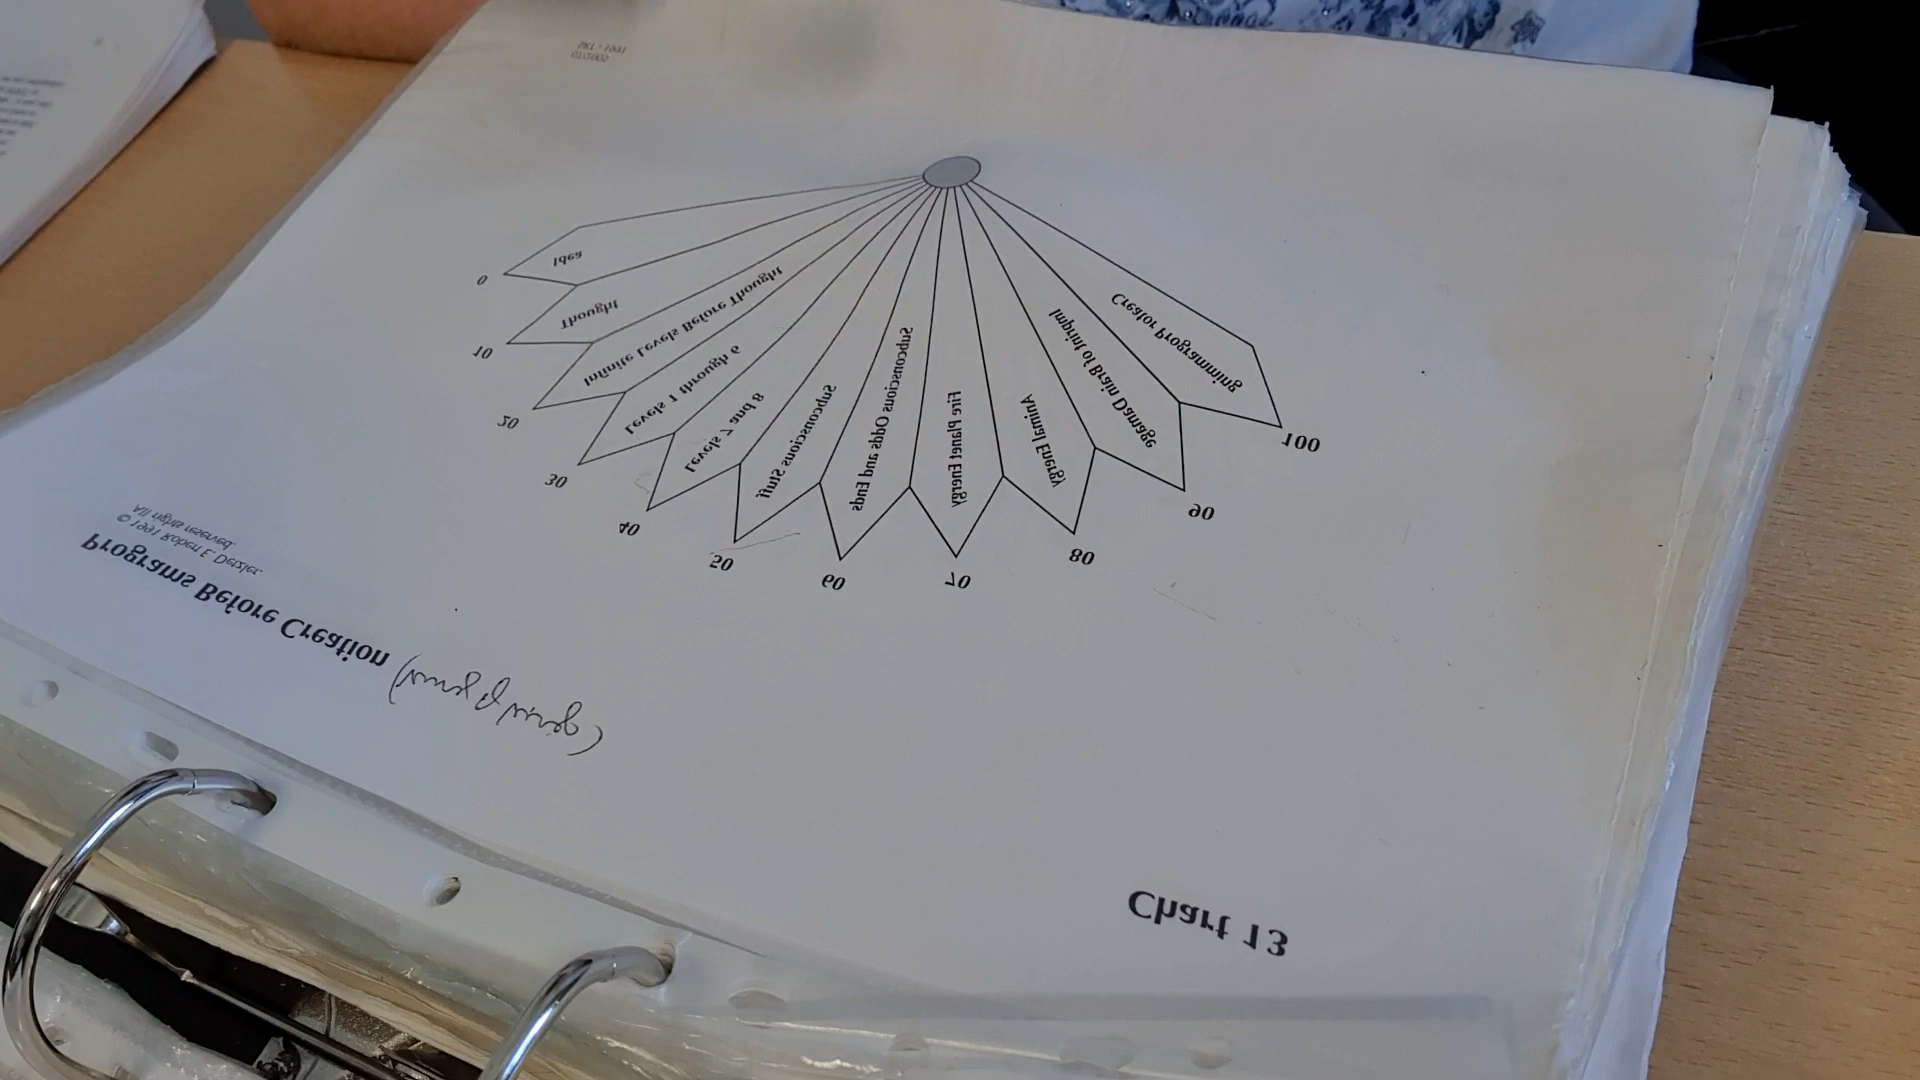 Chart 13
Programs Before Creation
© 1991 Robert E. Detzler.
All rights reserved.
0
10
20
30
40
50
60
70
80
90
100
Idea
Thought
Infinite Levels Before Thought
Levels 1 through 6
Levels 7 and 8
Subconscious Stuff
Subconscious Odds and Ends
Fire Planet Energy
Animal Energy
Imprint of Brain Damage
Creator Programming